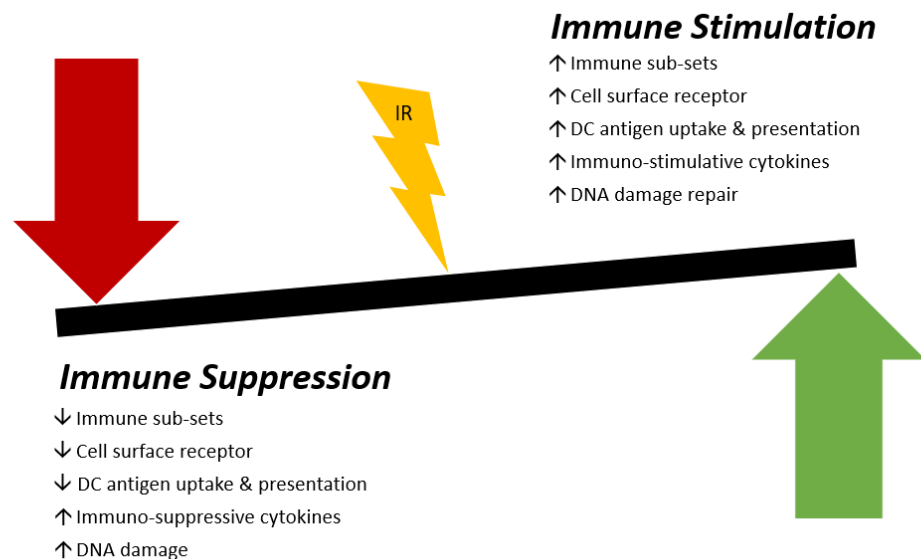 Immune Stimulation
↑ Immune sub-sets
↑ Cell surface receptor
↑ DC antigen uptake & presentation
↑ Immuno-stimulative cytokines
↑ DNA damage repair
IR
Immune Suppression
↓ Immune sub-sets
↓ Cell surface receptor
↓ DC antigen uptake & presentation
↑ Immuno-suppressive cytokines
↑ DNA damage